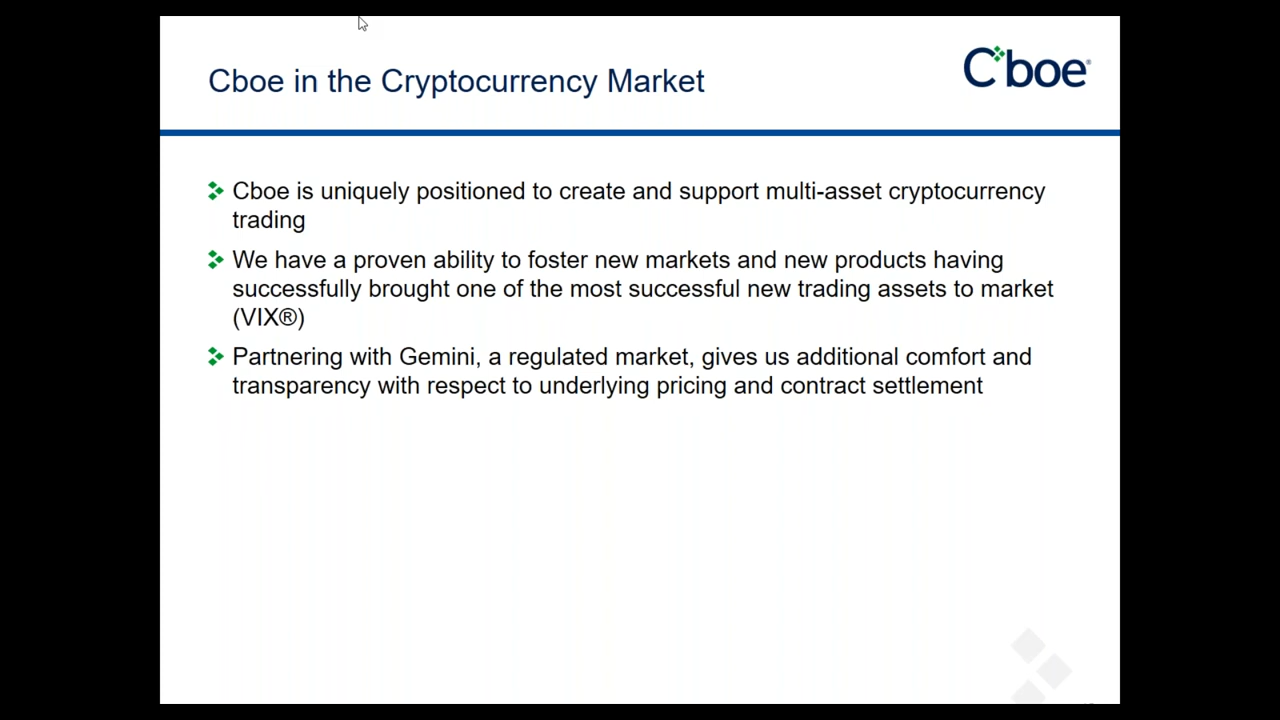 Cboe in the Cryptocurrency Market
Cboe®
Cboe is uniquely positioned to create and support multi-asset cryptocurrency
trading
We have a proven ability to foster new markets and new products having
successfully brought one of the most successful new trading assets to market
(VIX®)
Partnering with Gemini, a regulated market, gives us additional comfort and
transparency with respect to underlying pricing and contract settlement